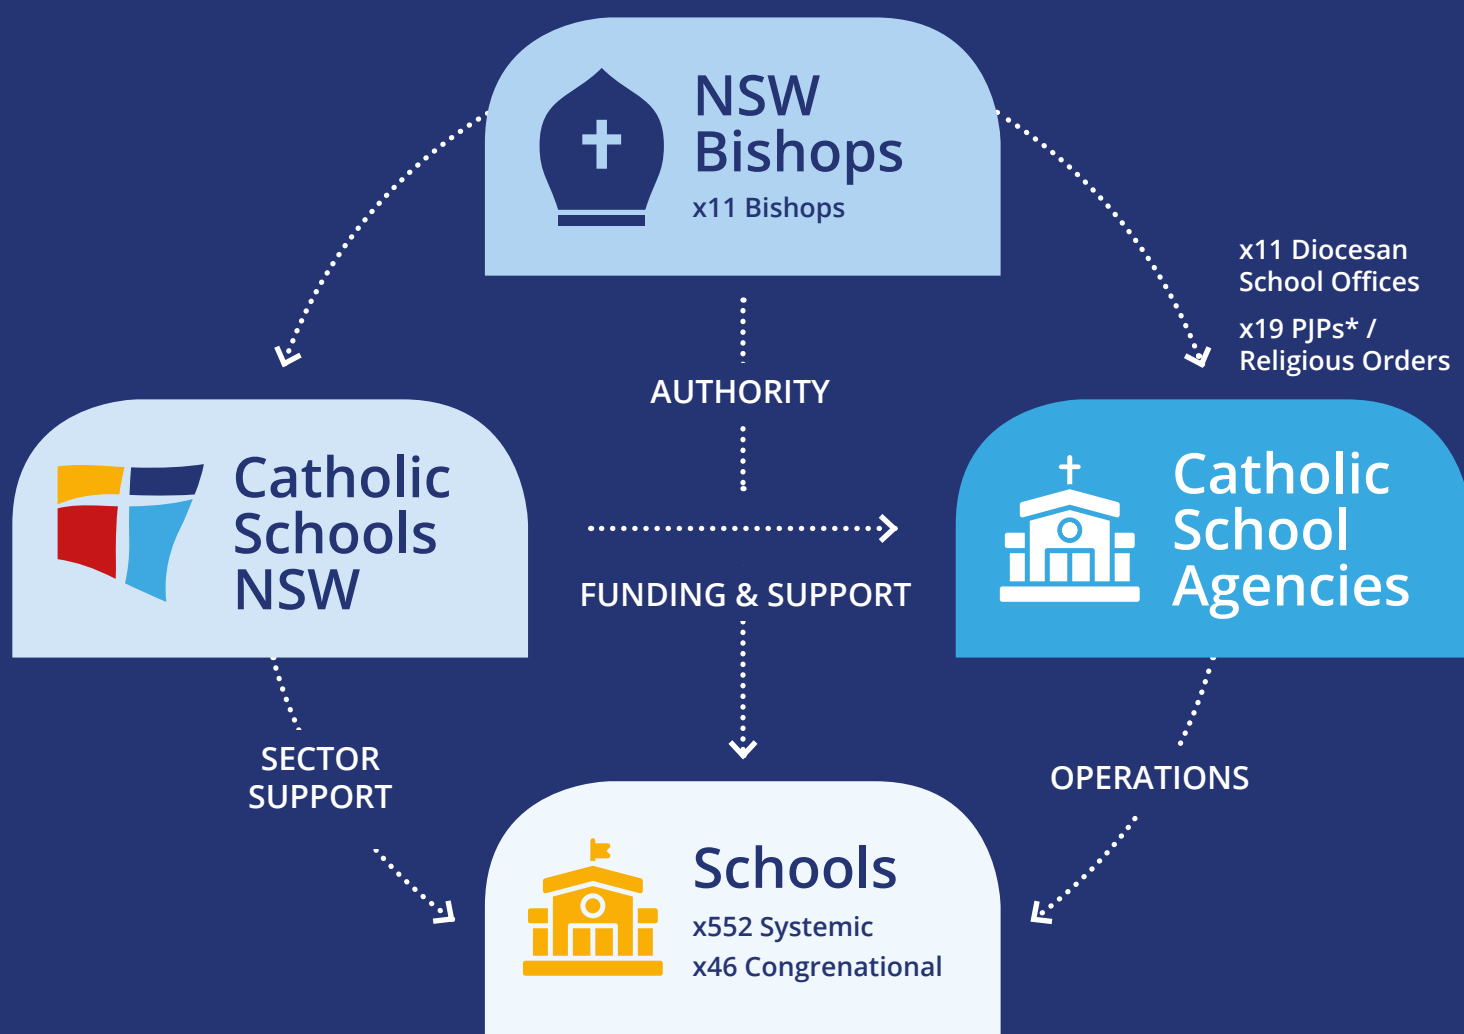 NSW
Bishops
x11 Bishops
x11 Diocesan
School Offices
x19 PJPs* /
Religious Orders
AUTHORITY
Catholic
Schools
NSW
Catholic
School
Agencies
FUNDING & SUPPORT
SECTOR
SUPPORT
OPERATIONS
Schools
x552 Systemic
x46 Congrenational